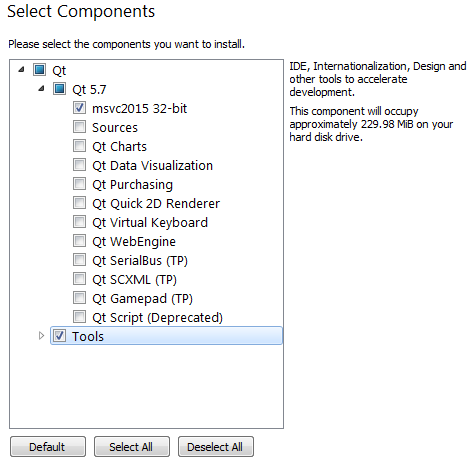 Select Components
Please select the components you want to install.
Qt
Qt 5.7
msvc2015 32-bit
Sources
Qt Charts
Qt Data Visualization
Qt Purchasing
Qt Quick 2D Renderer
Qt Virtual Keyboard
Qt WebEngine
Qt SerialBus (TP)
Qt SCXML (TP)
Qt Gamepad (TP)
Qt Script (Deprecated)
Tools
IDE, Internationalization, Design and
other tools to accelerate
development.
This component will occupy
approximately 229.98 MiB on your
hard disk drive.
Default
Select All
Deselect All